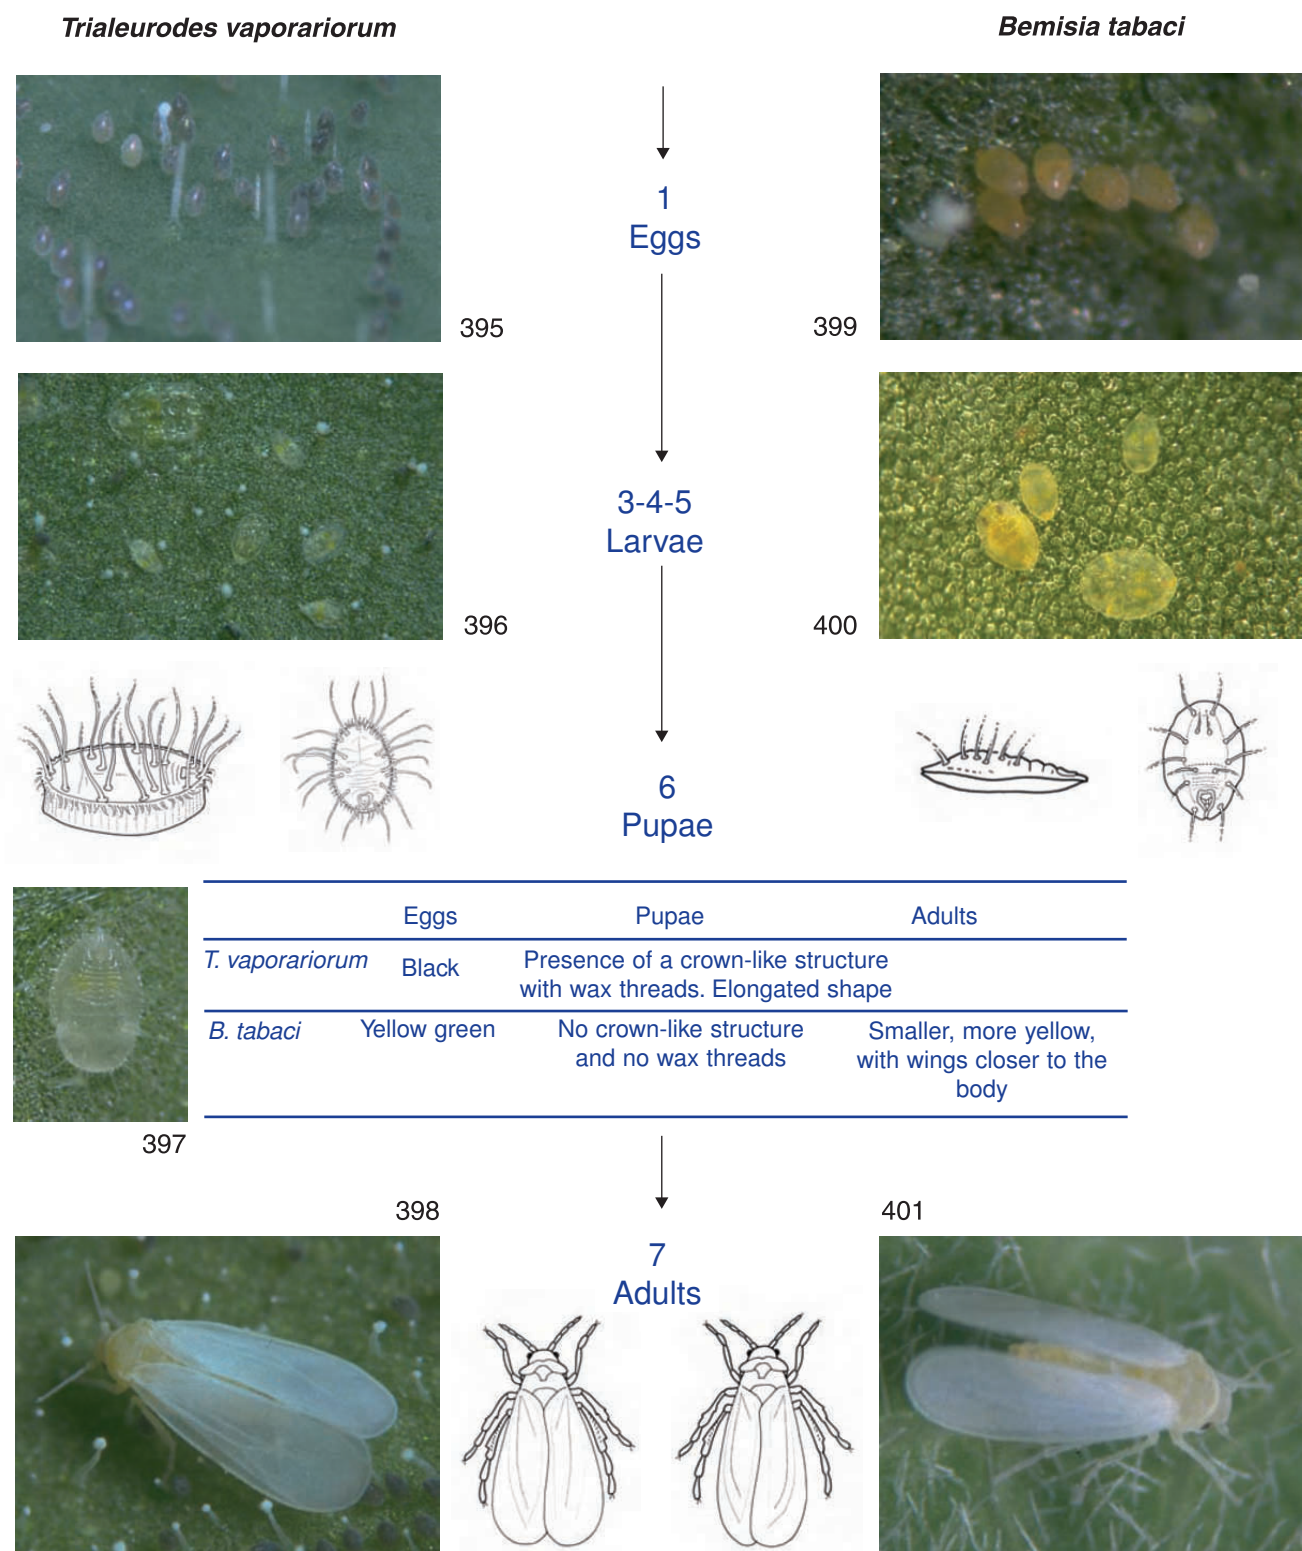 Trialeurodes vaporariorum
Bemisia tabaci
1
Eggs
395
399
3-4-5
Larvae
396
400
6
Pupae
Eggs Pupae Adults
T. vaporariorum Black Presence of a crown-like structure
with wax threads. Elongated shape
B. tabaci Yellow green No crown-like structure
and no wax threads
Smaller, more yellow,
with wings closer to the
body
397
398
401
7
Adults